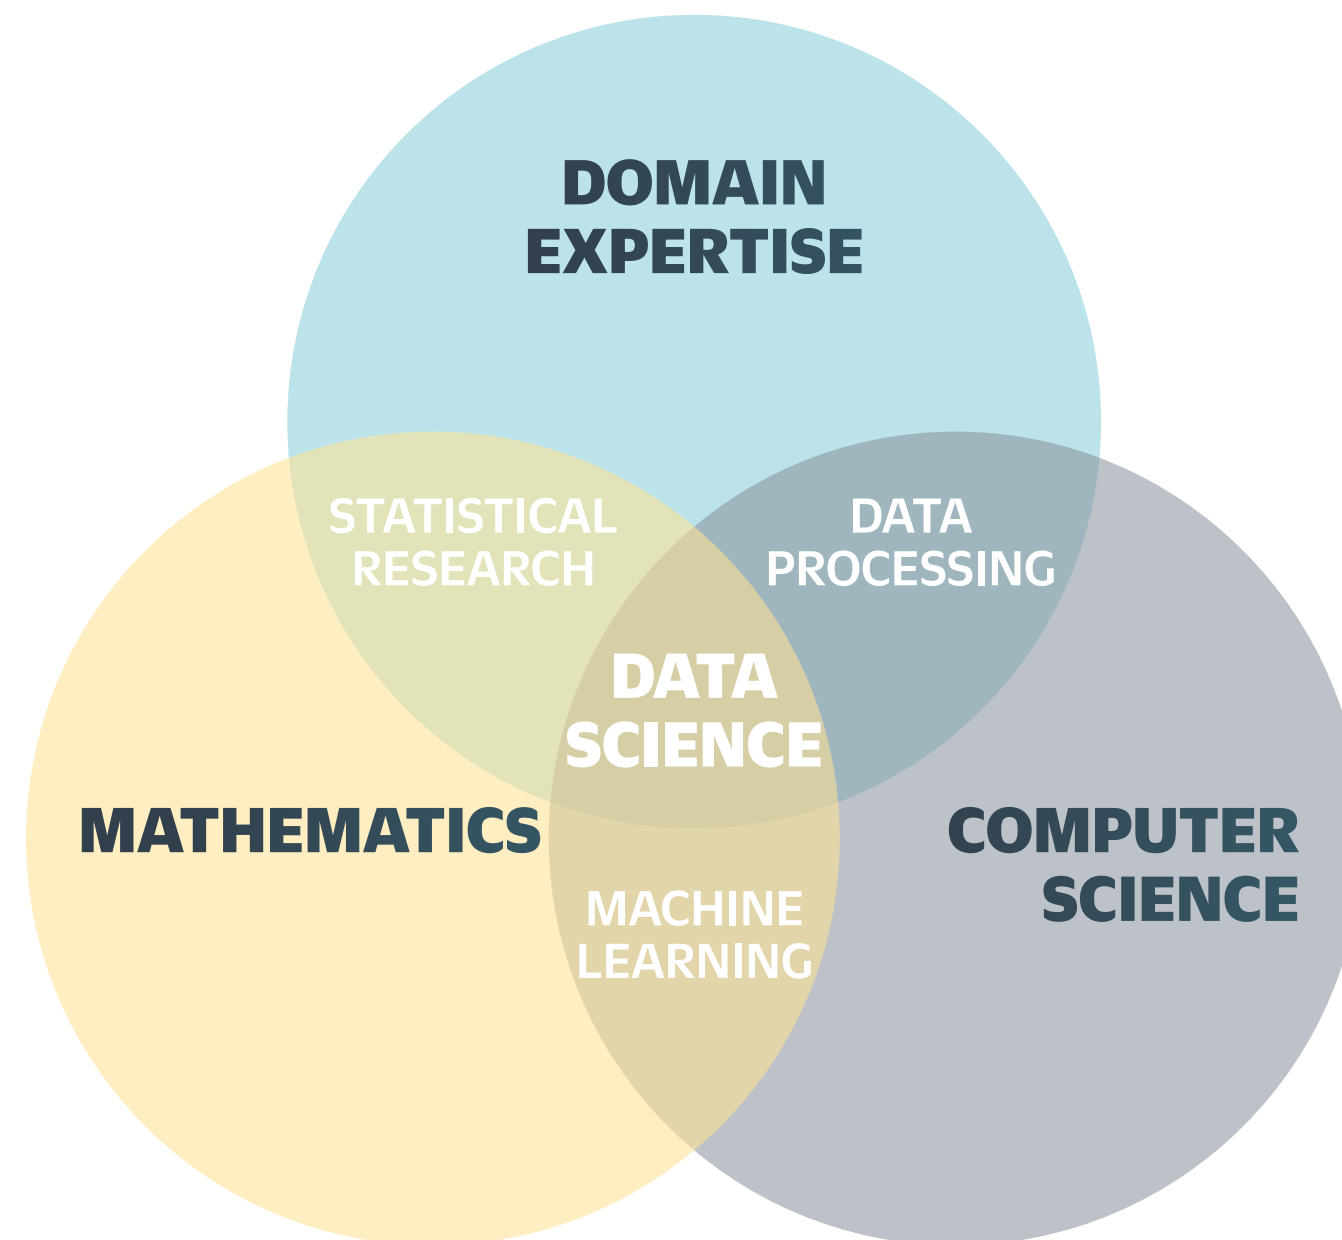 DOMAIN
EXPERTISE
STATISTICAL
RESEARCH
DATA
PROCESSING
DATA
SCIENCE
MATHEMATICS
COMPUTER
SCIENCE
MACHINE
LEARNING